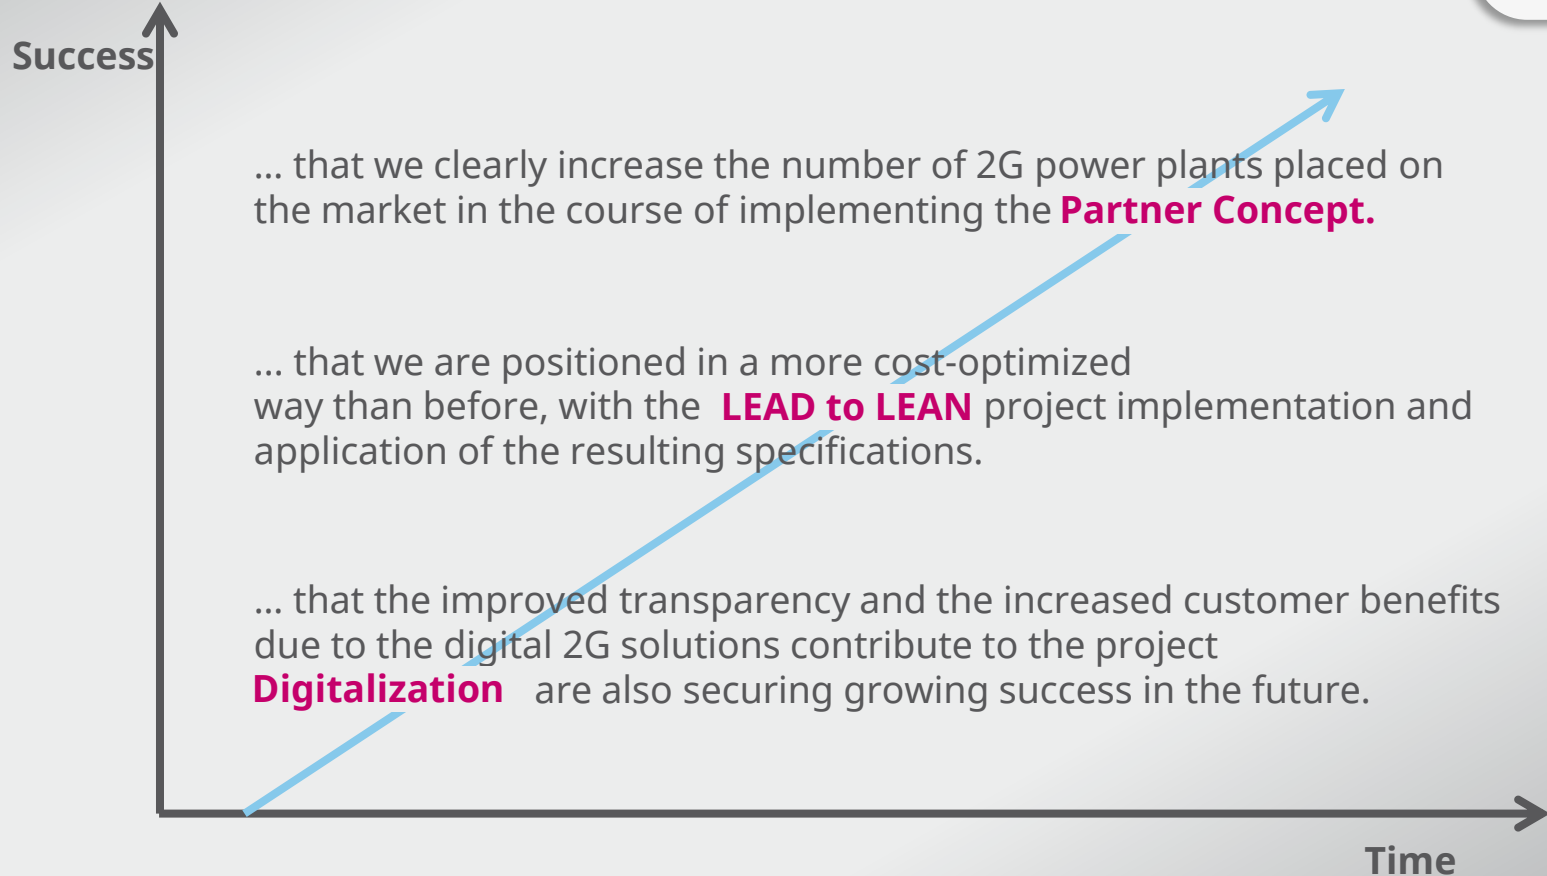 Success
... that we clearly increase the number of 2G power plants placed on
the market in the course of implementing the Partner Concept.
... that we are positioned in a more cost-optimized
way than before, with the LEAD to LEAN project implementation and
application of the resulting specifications.
... that the improved transparency and the increased customer benefits
due to the digital 2G solutions contribute to the project
Digitalization are also securing growing success in the future.
Time